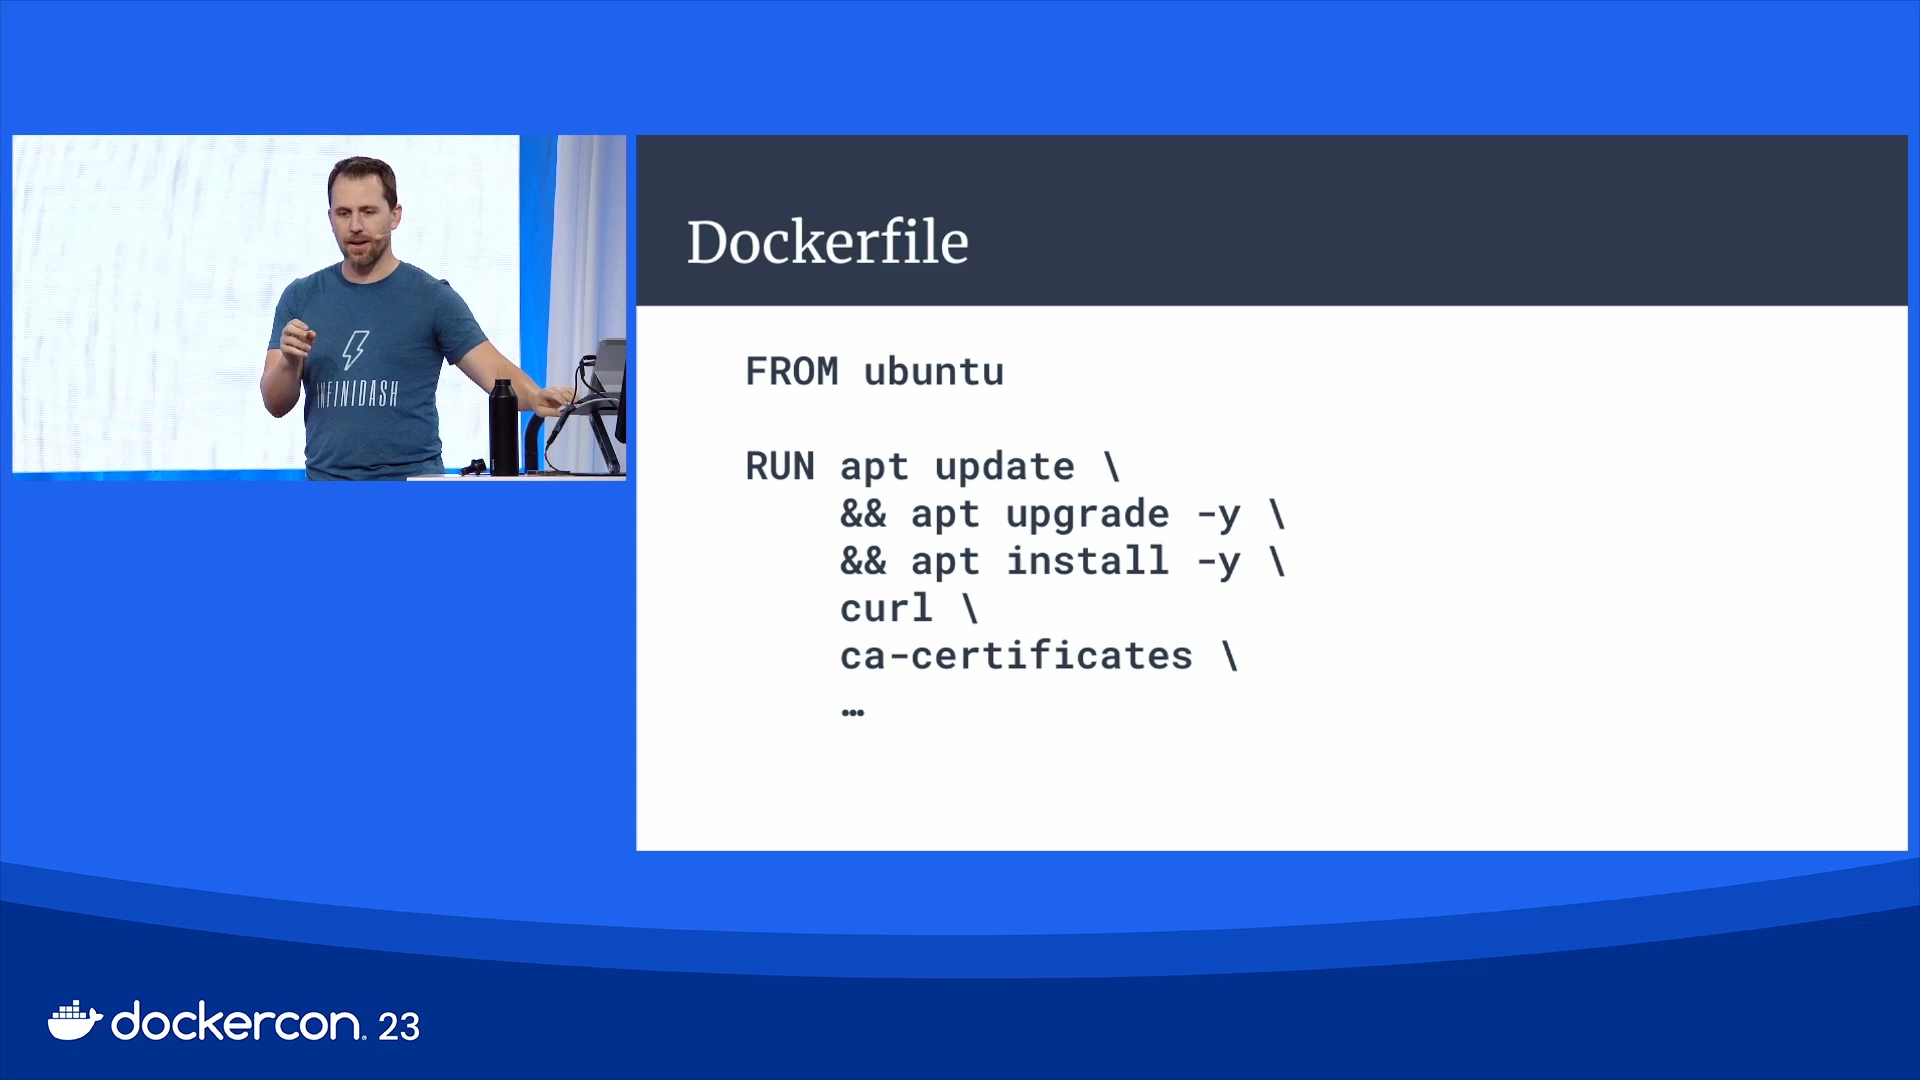 INFINIDASH
Dockerfile
FROM ubuntu
RUN apt update \
&& apt upgrade -y \
&& apt install -y \
curl \
ca-certificates \
…
dockercon. 23